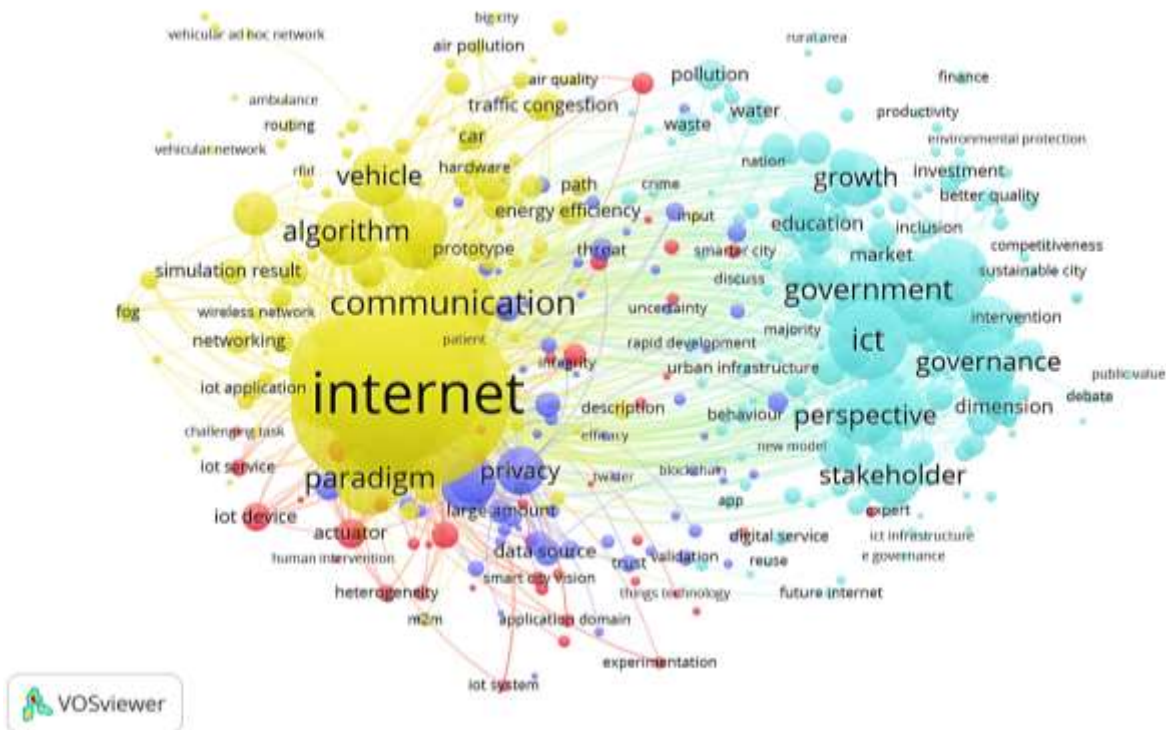 big city
vehicular ad hoc network
rural area
air pollution
pollution
finance
air quality
ambulance
traffic congestion
water
productivity
routing
waste
car
environmental protection
vehicular network
nation
hardware
rfid
vehicle
path
crime
growth
investment
better quality
energy efficiency
input
education
inclusion
algorithm
prototype
threat
smarter city
market
competitiveness
simulation result
discuss
sustainable city
government
communication
fog
wireless network
uncertainty
intervention
majority
networking
patient
rapid development
ict
integrity
urban infrastructure
governance
public value
iot application
internet
description
behaviour
perspective
dimension
debate
challenging task
efficacy
new model
iot service
paradigm
privacy
twitter
blockchain
stakeholder
app
large amount
expert
iot device
actuator
digital service
ict infrastructure
data source
human intervention
trust
validation
reuse
e governance
smart city vision
heterogeneity
things technology
future internet
m2m
application domain
experimentation
iot system
VOSviewer